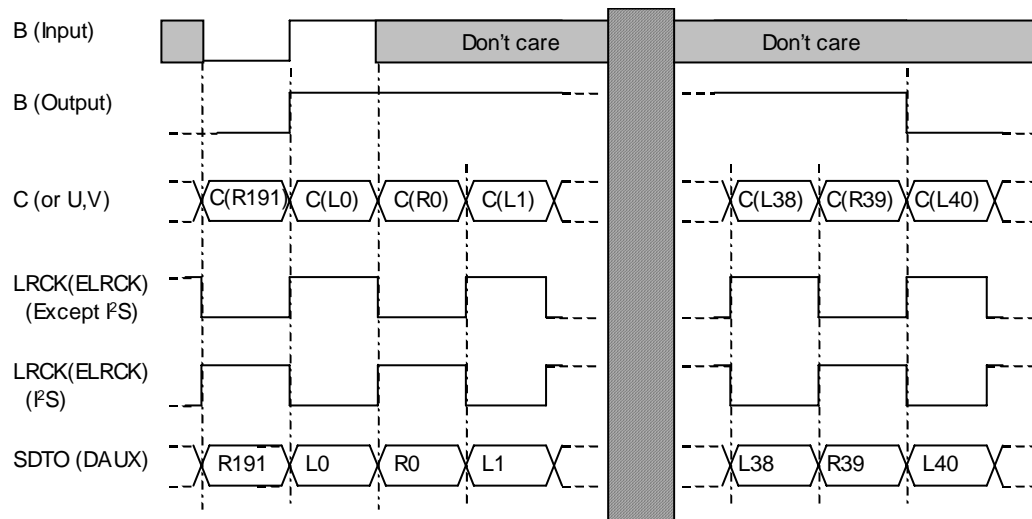 B (Input)
Don't care
Don't care
B (Output)
C (or U,V)
C(R191)
C(L0)
C(R0)
C(L1)
C(L38)
C(R39)
C(L40)
LRCK(ELRCK)
(Except I²S)
LRCK(ELRCK)
(I²S)
SDTO (DAUX)
R191
L0
R0
L1
L38
R39
L40